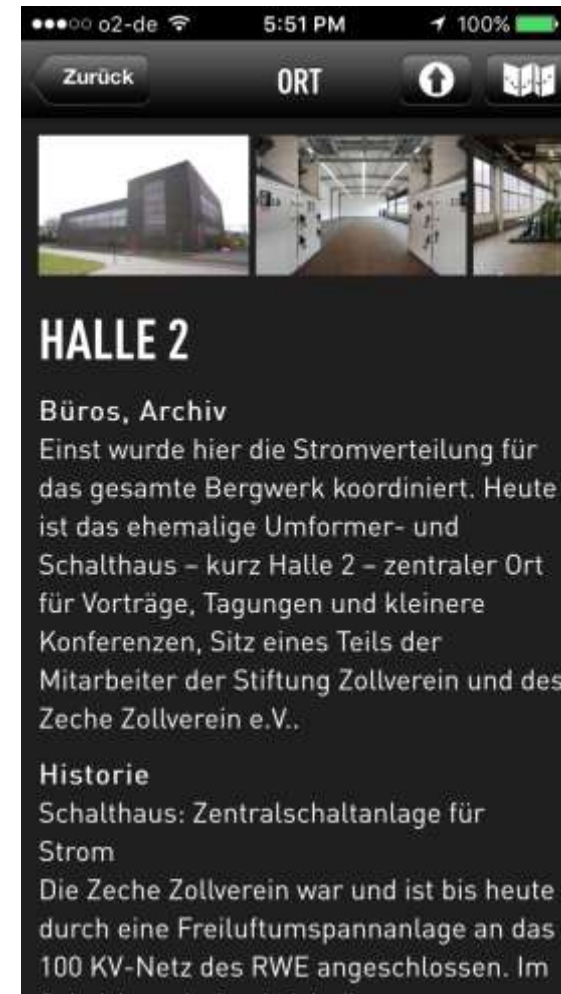 o2-de 5:51 PM 100%
Zurück ORT
HALLE 2
Büros, Archiv
Einst wurde hier die Stromverteilung für
das gesamte Bergwerk koordiniert. Heute
ist das ehemalige Umformer- und
Schalthaus – kurz Halle 2 – zentraler Ort
für Vorträge, Tagungen und kleinere
Konferenzen, Sitz eines Teils der
Mitarbeiter der Stiftung Zollverein und des
Zeche Zollverein e.V..
Historie
Schalthaus: Zentralschaltanlage für
Strom
Die Zeche Zollverein war und ist bis heute
durch eine Freiluftumspannanlage an das
100 KV-Netz des RWE angeschlossen. Im